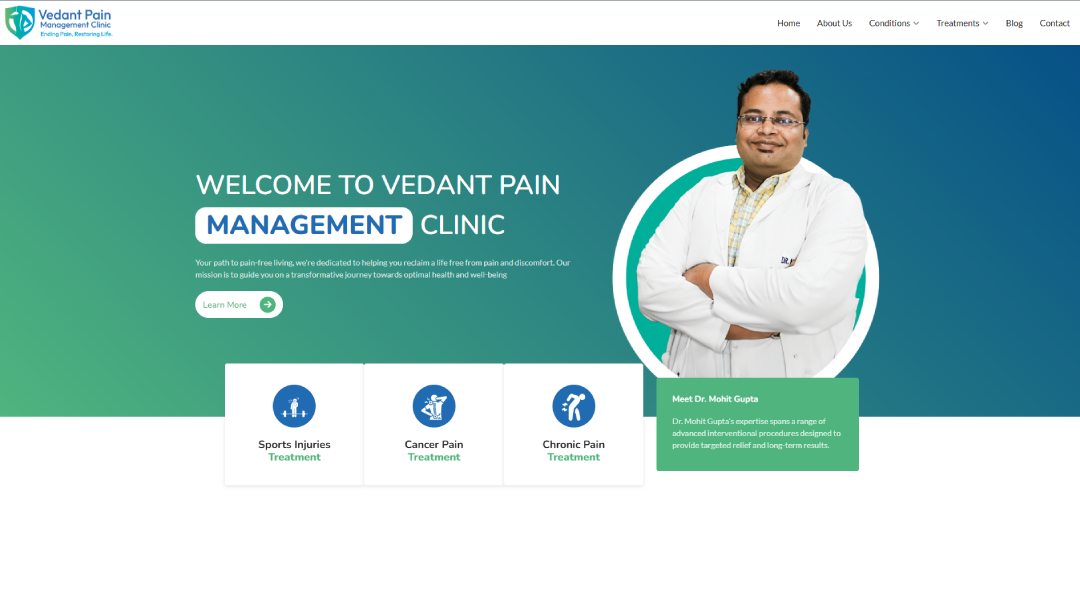 Vedant Pain
Management Clinic
Ending Pain, Restoring Life.
Home About Us Conditions Treatments Blog Contact
WELCOME TO VEDANT PAIN
MANAGEMENT CLINIC
Your path to pain-free living, we're dedicated to helping you reclaim a life free from pain and discomfort. Our
mission is to guide you on a transformative journey towards optimal health and well-being
Learn More
DR.
Sports Injuries
Treatment
Cancer Pain
Treatment
Chronic Pain
Treatment
Meet Dr. Mohit Gupta
Dr. Mohit Gupta's expertise spans a range of
advanced interventional procedures designed to
provide targeted relief and long-term results.